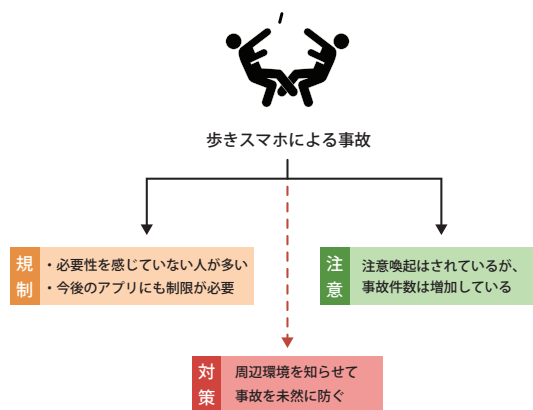 歩きスマホによる事故
規制
・必要性を感じていない人が多い
・今後のアプリにも制限が必要
注意
注意喚起はされているが、
事故件数は増加している
対策
周辺環境を知らせて
事故を未然に防ぐ